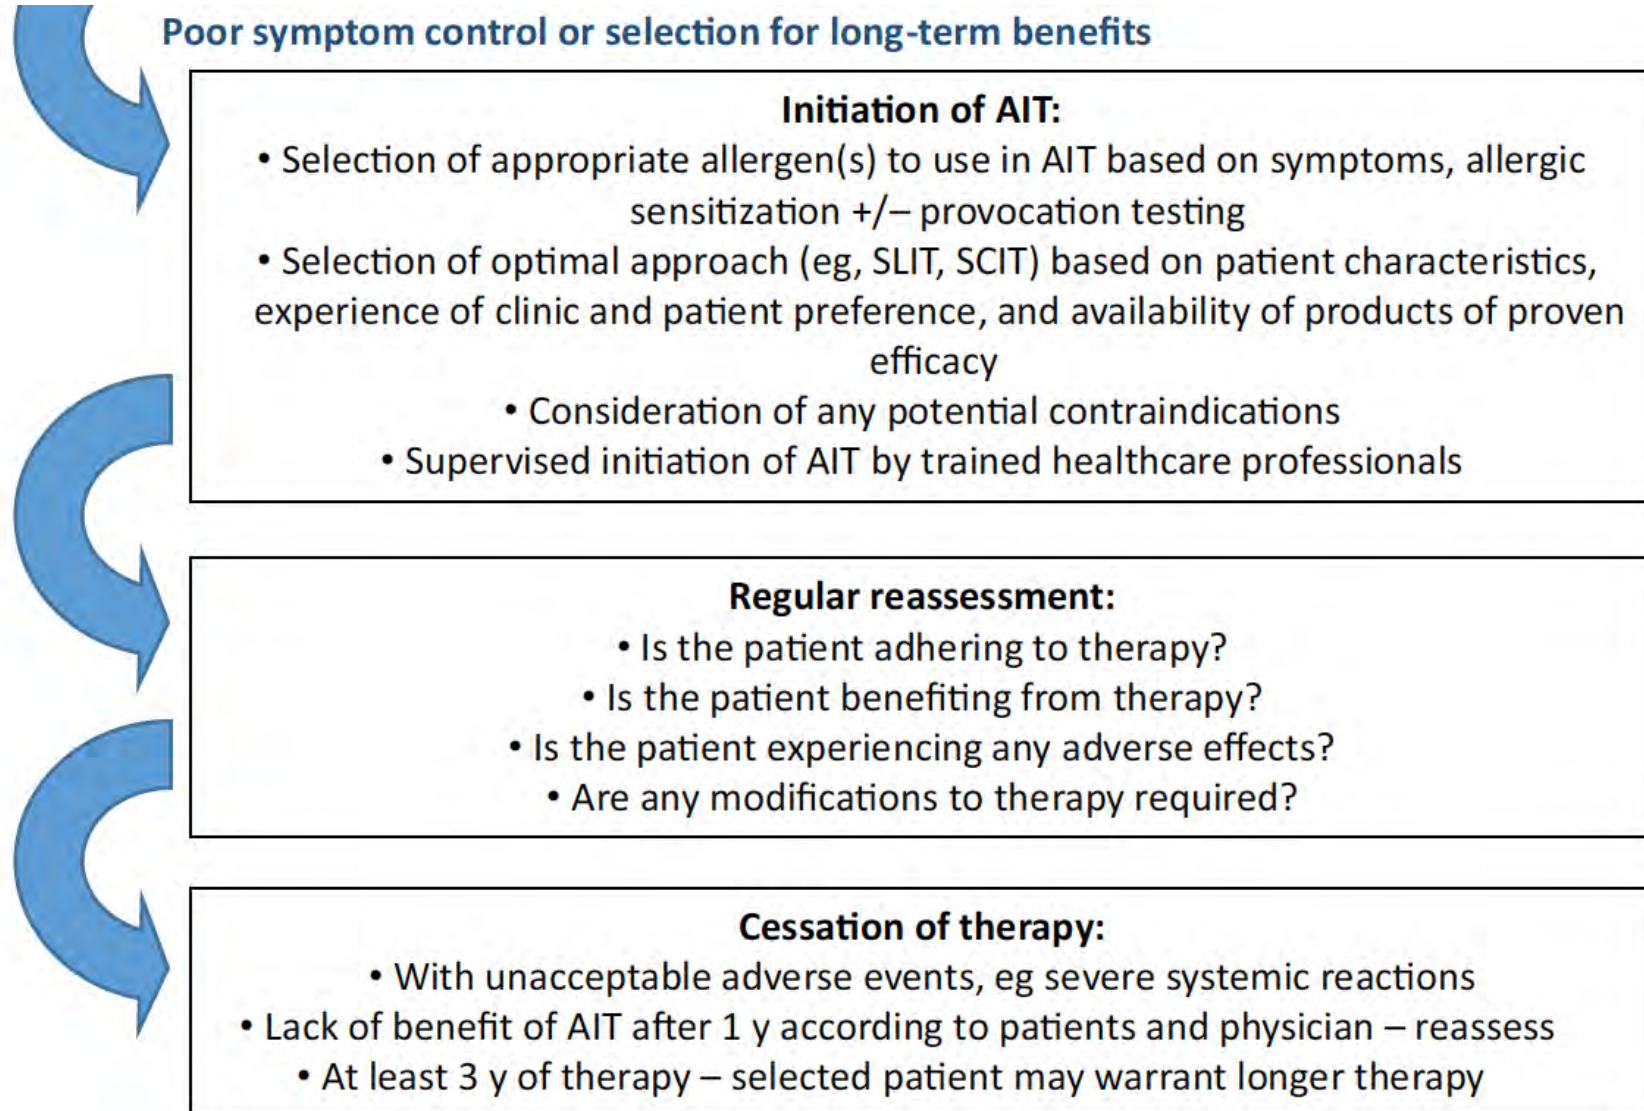 Poor symptom control or selection for long-term benefits
Initiation of AIT:
• Selection of appropriate allergen(s) to use in AIT based on symptoms, allergic
sensitization +/– provocation testing
• Selection of optimal approach (eg, SLIT, SCIT) based on patient characteristics,
experience of clinic and patient preference, and availability of products of proven
efficacy
• Consideration of any potential contraindications
• Supervised initiation of AIT by trained healthcare professionals
Regular reassessment:
• Is the patient adhering to therapy?
• Is the patient benefiting from therapy?
• Is the patient experiencing any adverse effects?
• Are any modifications to therapy required?
Cessation of therapy:
• With unacceptable adverse events, eg severe systemic reactions
• Lack of benefit of AIT after 1 y according to patients and physician – reassess
• At least 3 y of therapy – selected patient may warrant longer therapy